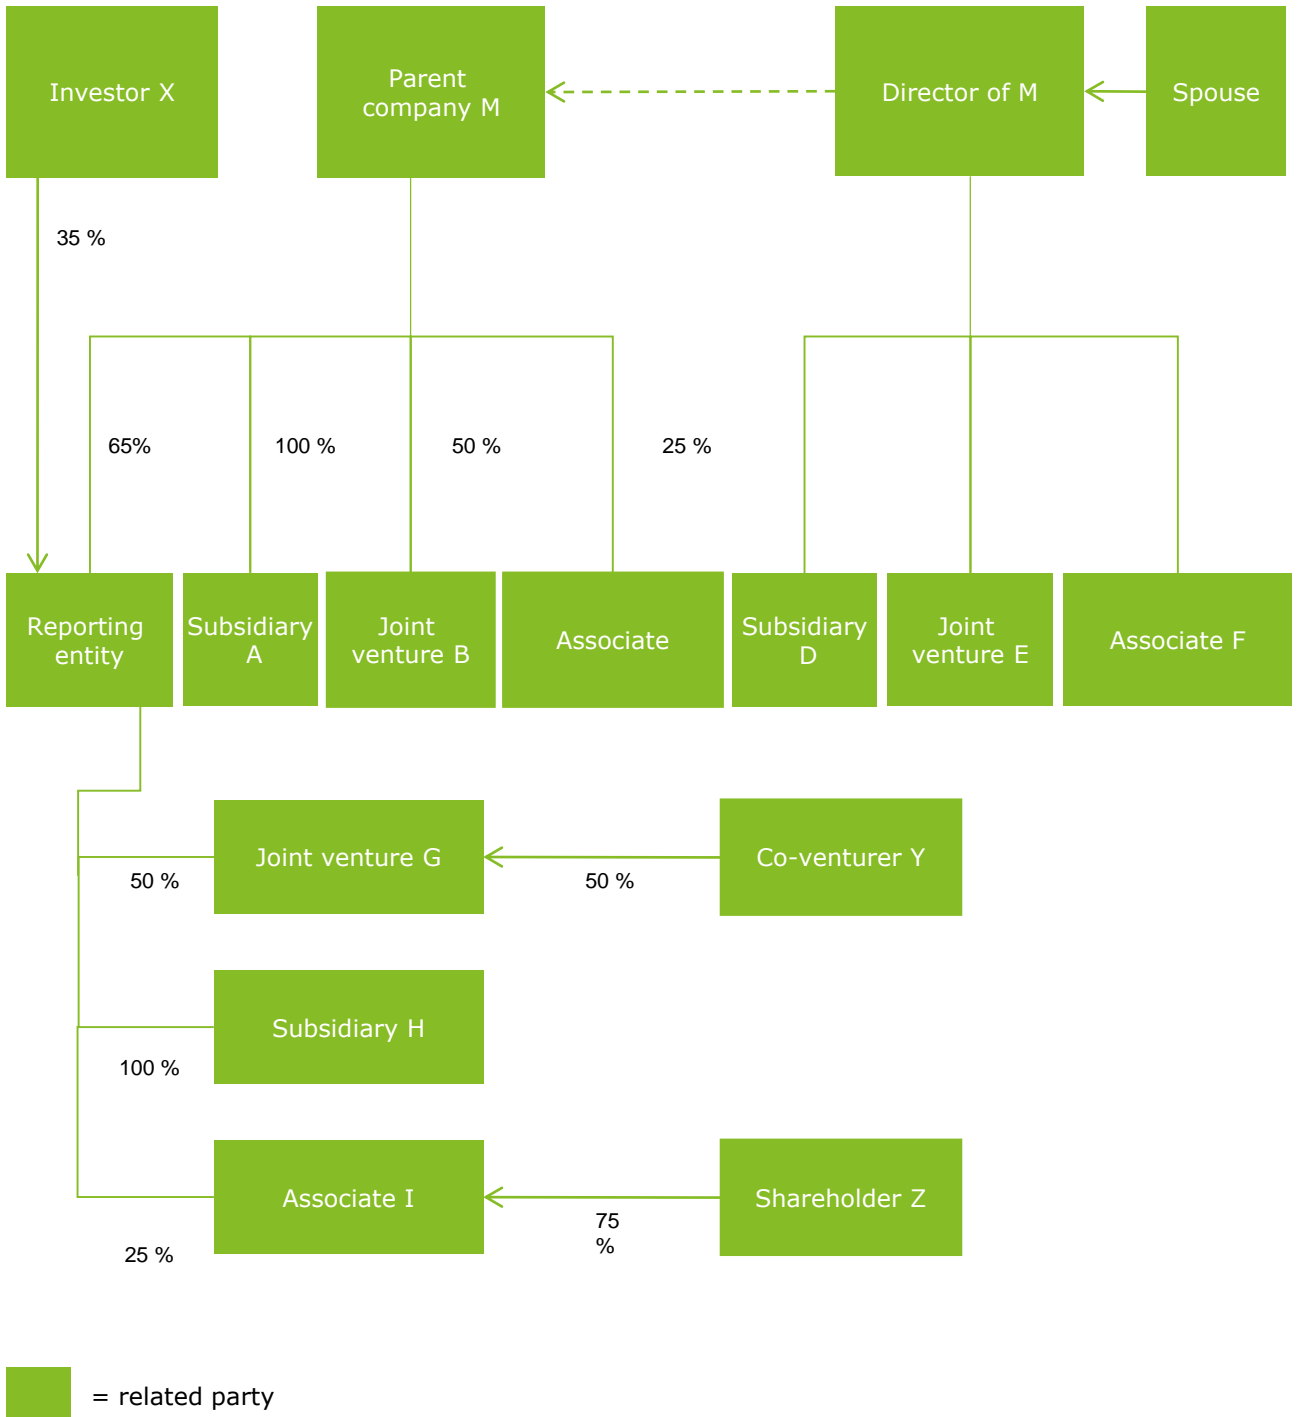 Investor X
Parent
company M
Director of M
Spouse
35 %
65%
100 %
50 %
25 %
Reporting
entity
Subsidiary
A
Joint
venture B
Associate
Subsidiary
D
Joint
venture E
Associate F
Joint venture G
Co-venturer Y
50 %
50 %
Subsidiary H
100 %
Associate I
Shareholder Z
75
%
25 %
= related party